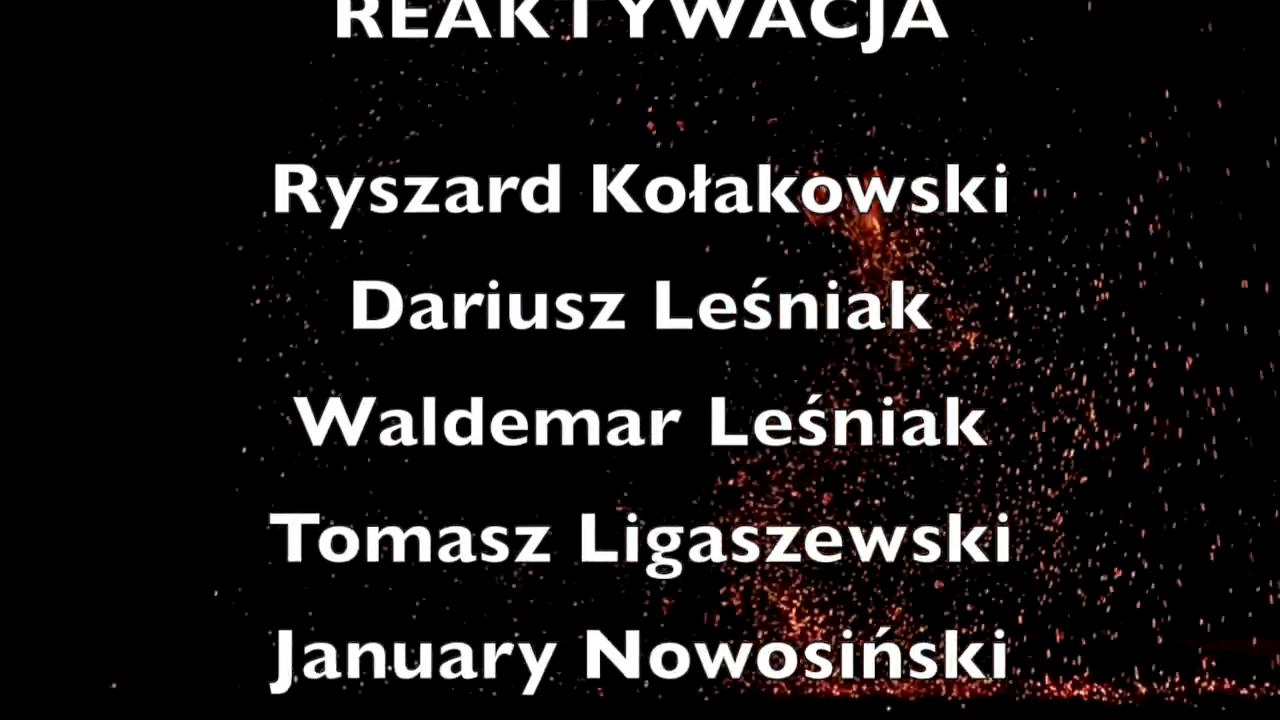 REAKTYWACJA
Ryszard Kołakowski
Dariusz Leśniak
Waldemar Leśniak
Tomasz Ligaszewski
January Nowosiński